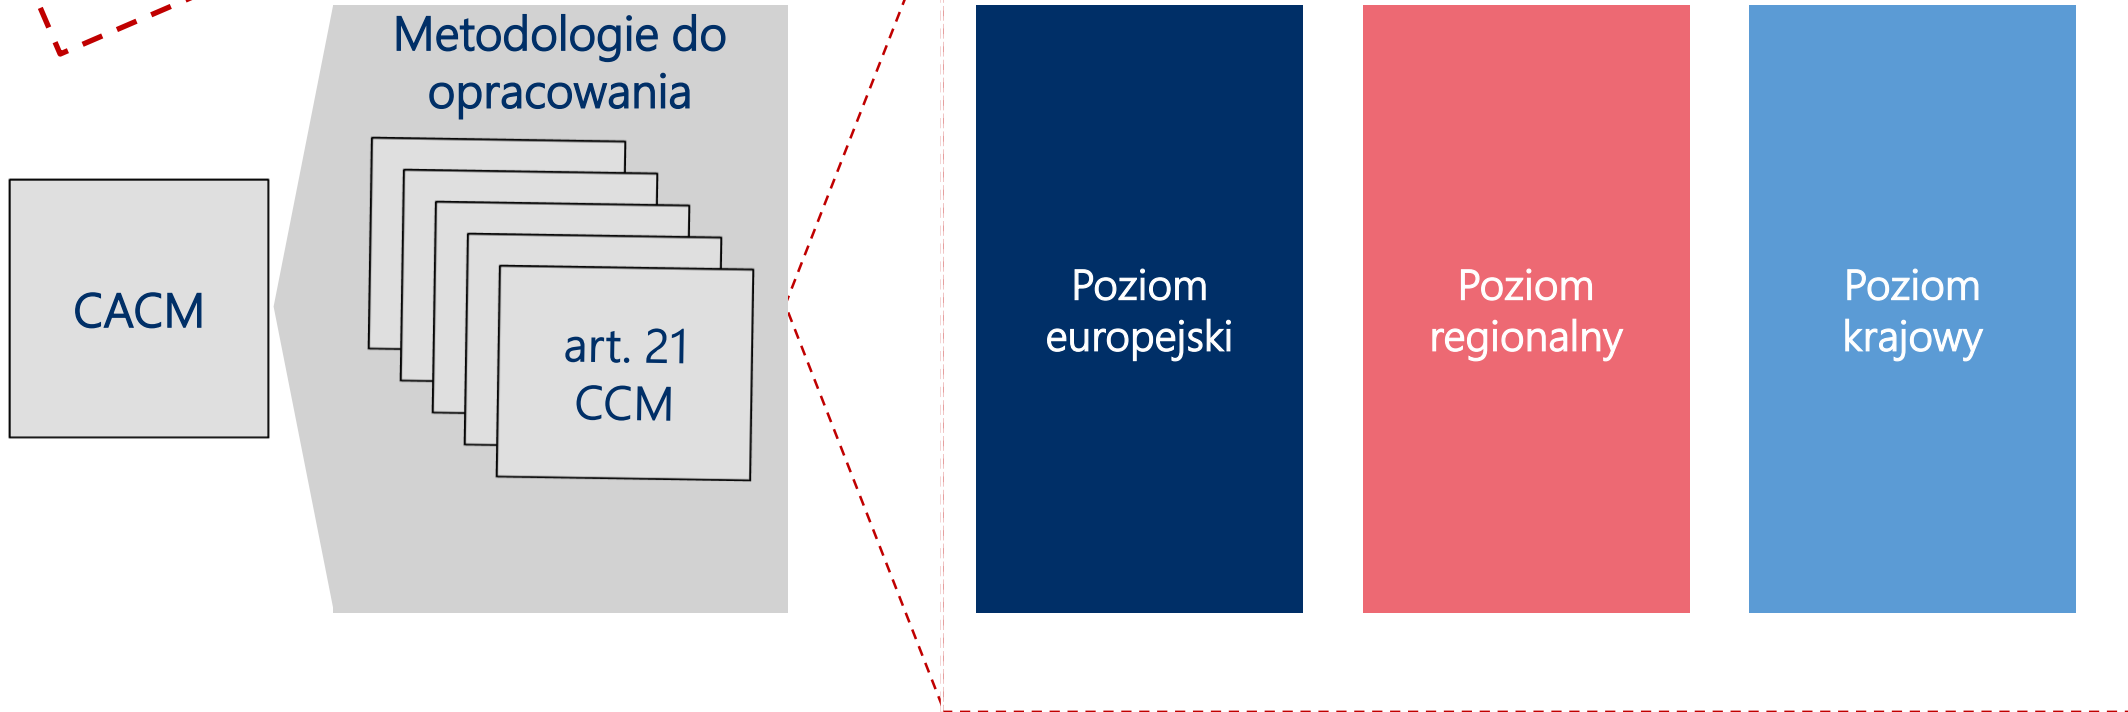 CACM
Metodologie do
opracowania
art. 21
CCM
Poziom
europejski
Poziom
regionalny
Poziom
krajowy